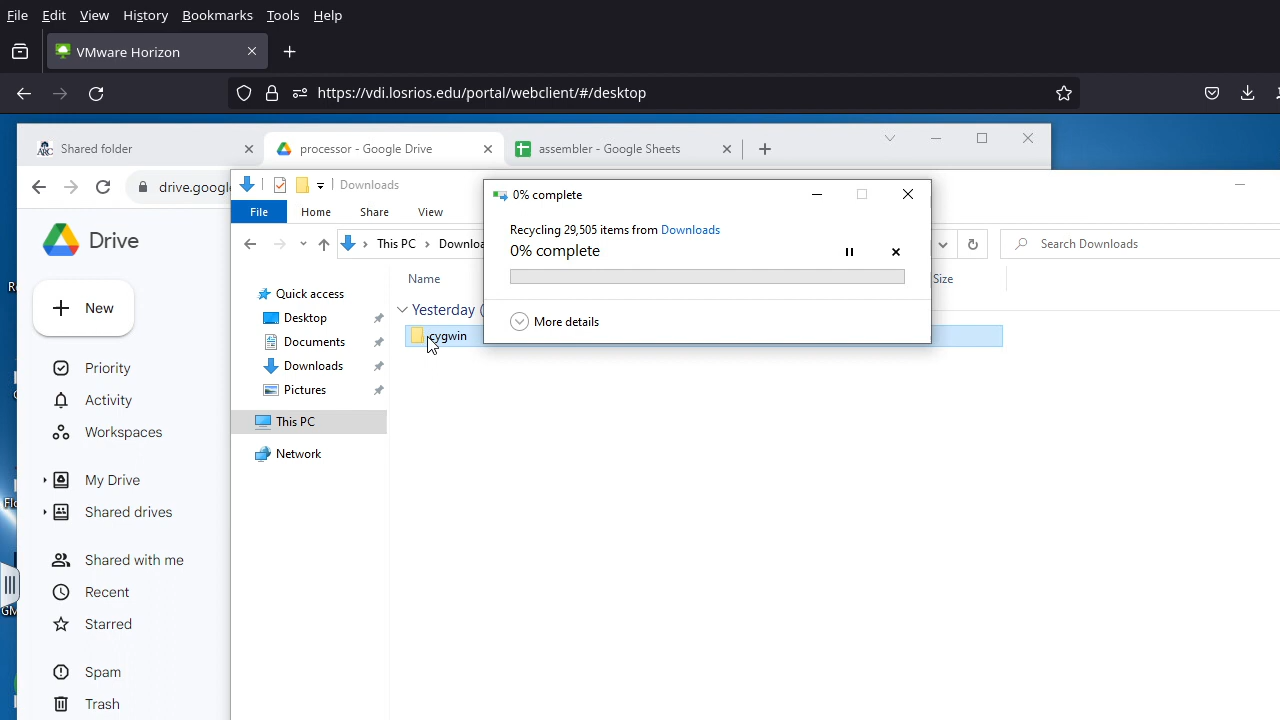 File Edit View History Bookmarks Tools Help
VMware Horizon
https://vdi.losrios.edu/portal/webclient/#/desktop
ARC Shared folder
processor - Google Drive
assembler - Google Sheets
drive.googl
Downloads
0% complete
File Home Share View
Recycling 29,505 items from Downloads
0% complete
This PC Downloa
Search Downloads
Drive
Name
Size
New
Quick access
Yesterday (
Desktop
More details
cygwin
Documents
Downloads
Priority
Pictures
Activity
This PC
Workspaces
Network
My Drive
Shared drives
Shared with me
Recent
GM
Starred
Spam
Trash